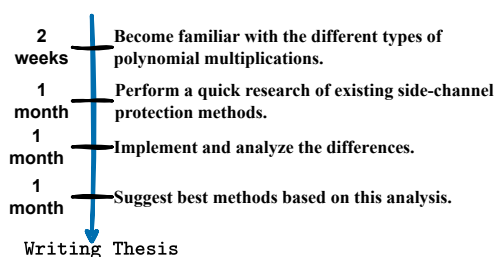 2
weeks
Become familiar with the different types of
polynomial multiplications.
1
month
Perform a quick research of existing side-channel
protection methods.
1
month
Implement and analyze the differences.
1
month
Suggest best methods based on this analysis.
Writing Thesis